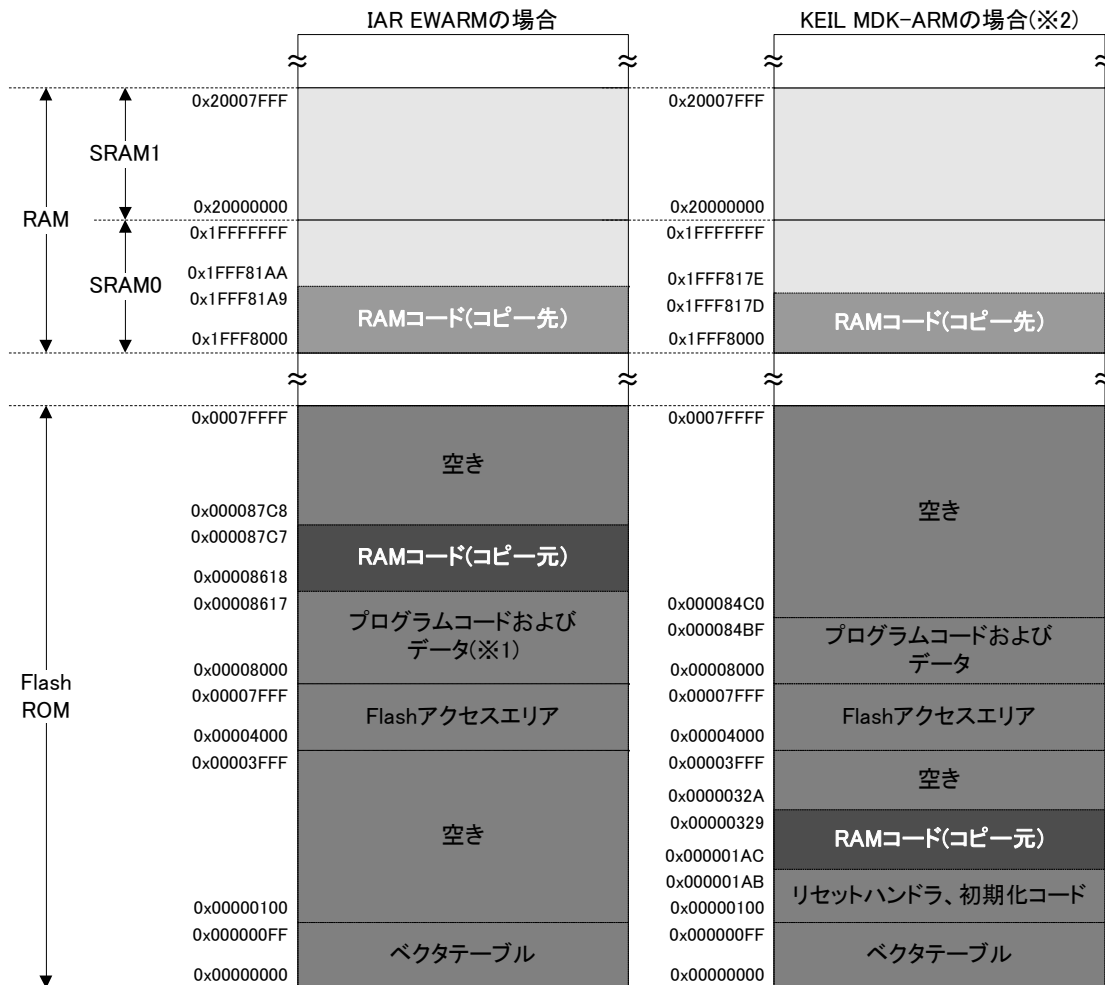 IAR EWARMの場合
KEIL MDK-ARMの場合(※2)
RAM
SRAM1
SRAM0
0x20007FFF
0x20000000
0x1FFFFFFF
0x1FFF81AA
0x1FFF81A9
RAMコード(コピー先)
0x1FFF8000
0x20007FFF
0x20000000
0x1FFFFFFF
0x1FFF817E
0x1FFF817D
RAMコード(コピー先)
0x1FFF8000
Flash
ROM
0x0007FFFF
空き
0x000087C8
0x000087C7
RAMコード(コピー元)
0x00008618
0x00008617
プログラムコードおよび
データ(※1)
0x00008000
0x00007FFF
Flashアクセスエリア
0x00004000
0x00003FFF
空き
0x00000100
0x000000FF
ベクタテーブル
0x00000000
0x0007FFFF
空き
0x000084C0
0x000084BF
プログラムコードおよび
データ
0x00008000
0x00007FFF
Flashアクセスエリア
0x00004000
0x00003FFF
空き
0x0000032A
0x00000329
RAMコード(コピー元)
0x000001AC
0x000001AB
リセットハンドラ、初期化コード
0x00000100
0x000000FF
ベクタテーブル
0x00000000